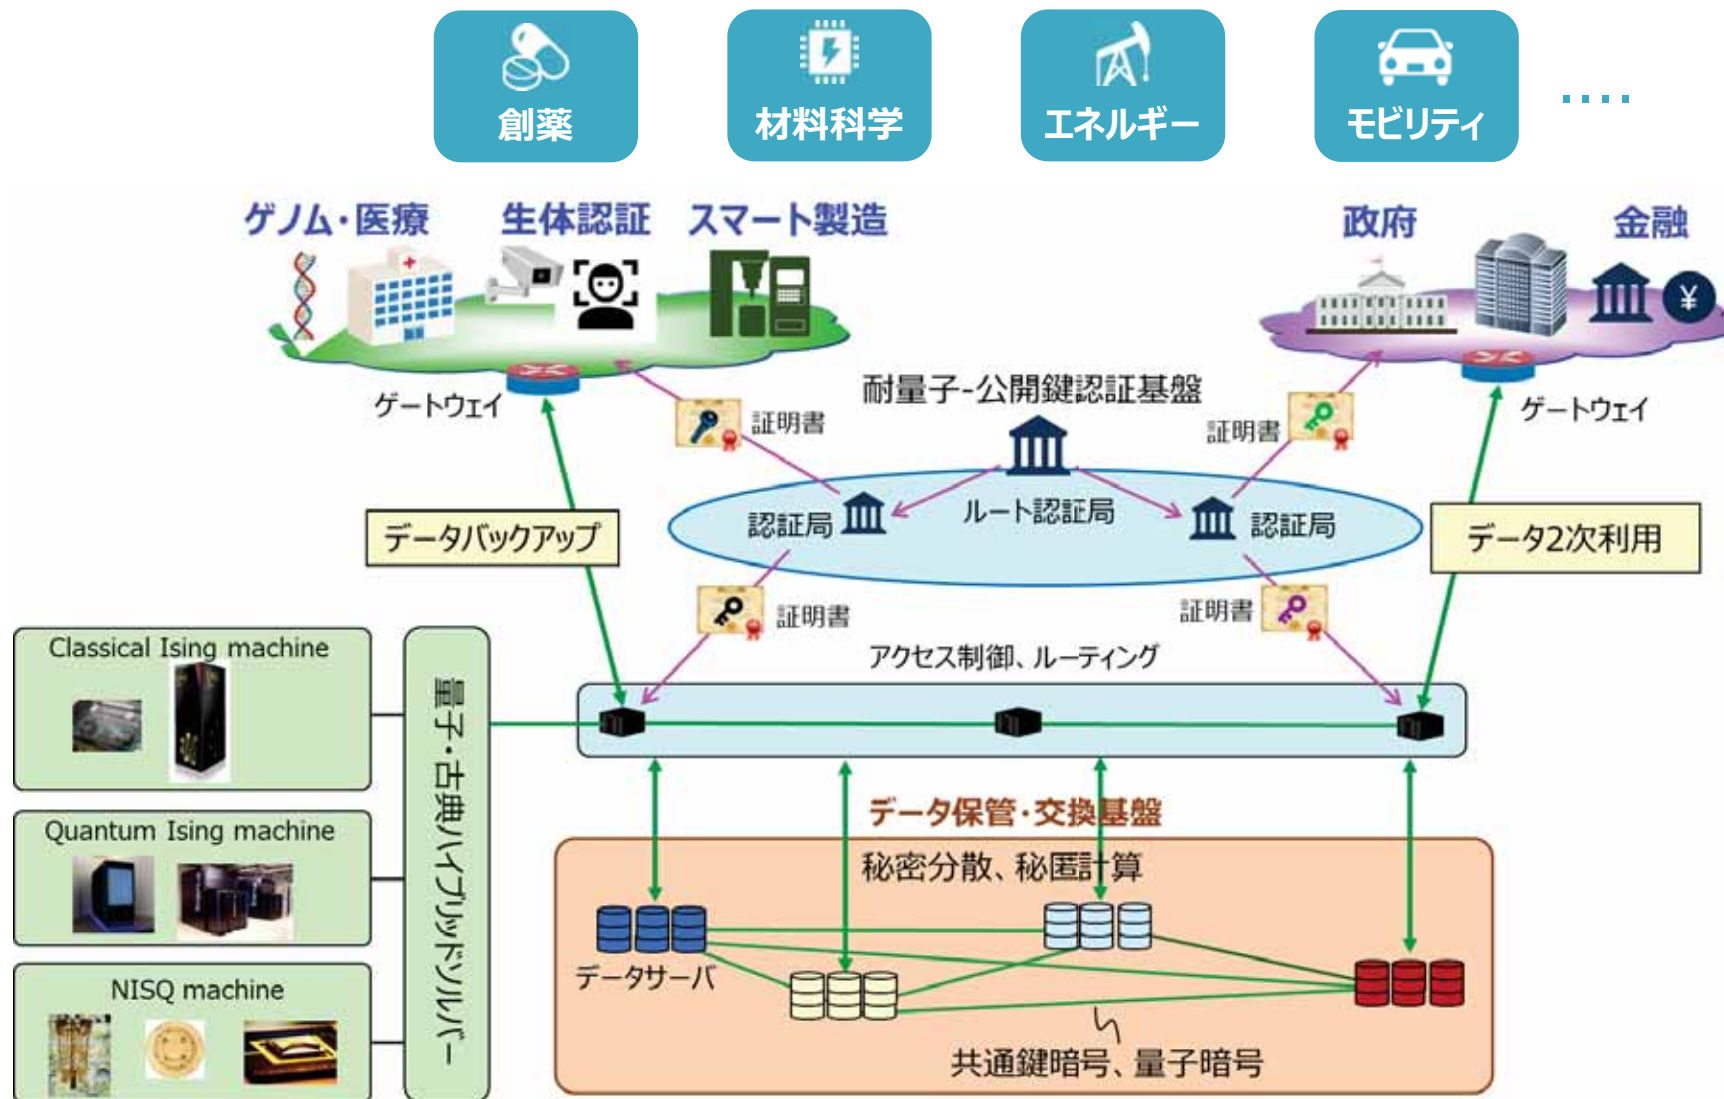 創薬
材料科学
エネルギー
モビリティ
····
ゲノム・医療
生体認証
スマート製造
政府
金融
¥
ゲートウェイ
耐量子-公開鍵認証基盤
証明書
証明書
ゲートウェイ
データバックアップ
認証局
ルート認証局
認証局
データ2次利用
証明書
証明書
アクセス制御、ルーティング
Classical Ising machine
Quantum Ising machine
NISQ machine
量子・古典ハイブリッドソルバー
データ保管・交換基盤
秘密分散、秘匿計算
データサーバ
共通鍵暗号、量子暗号